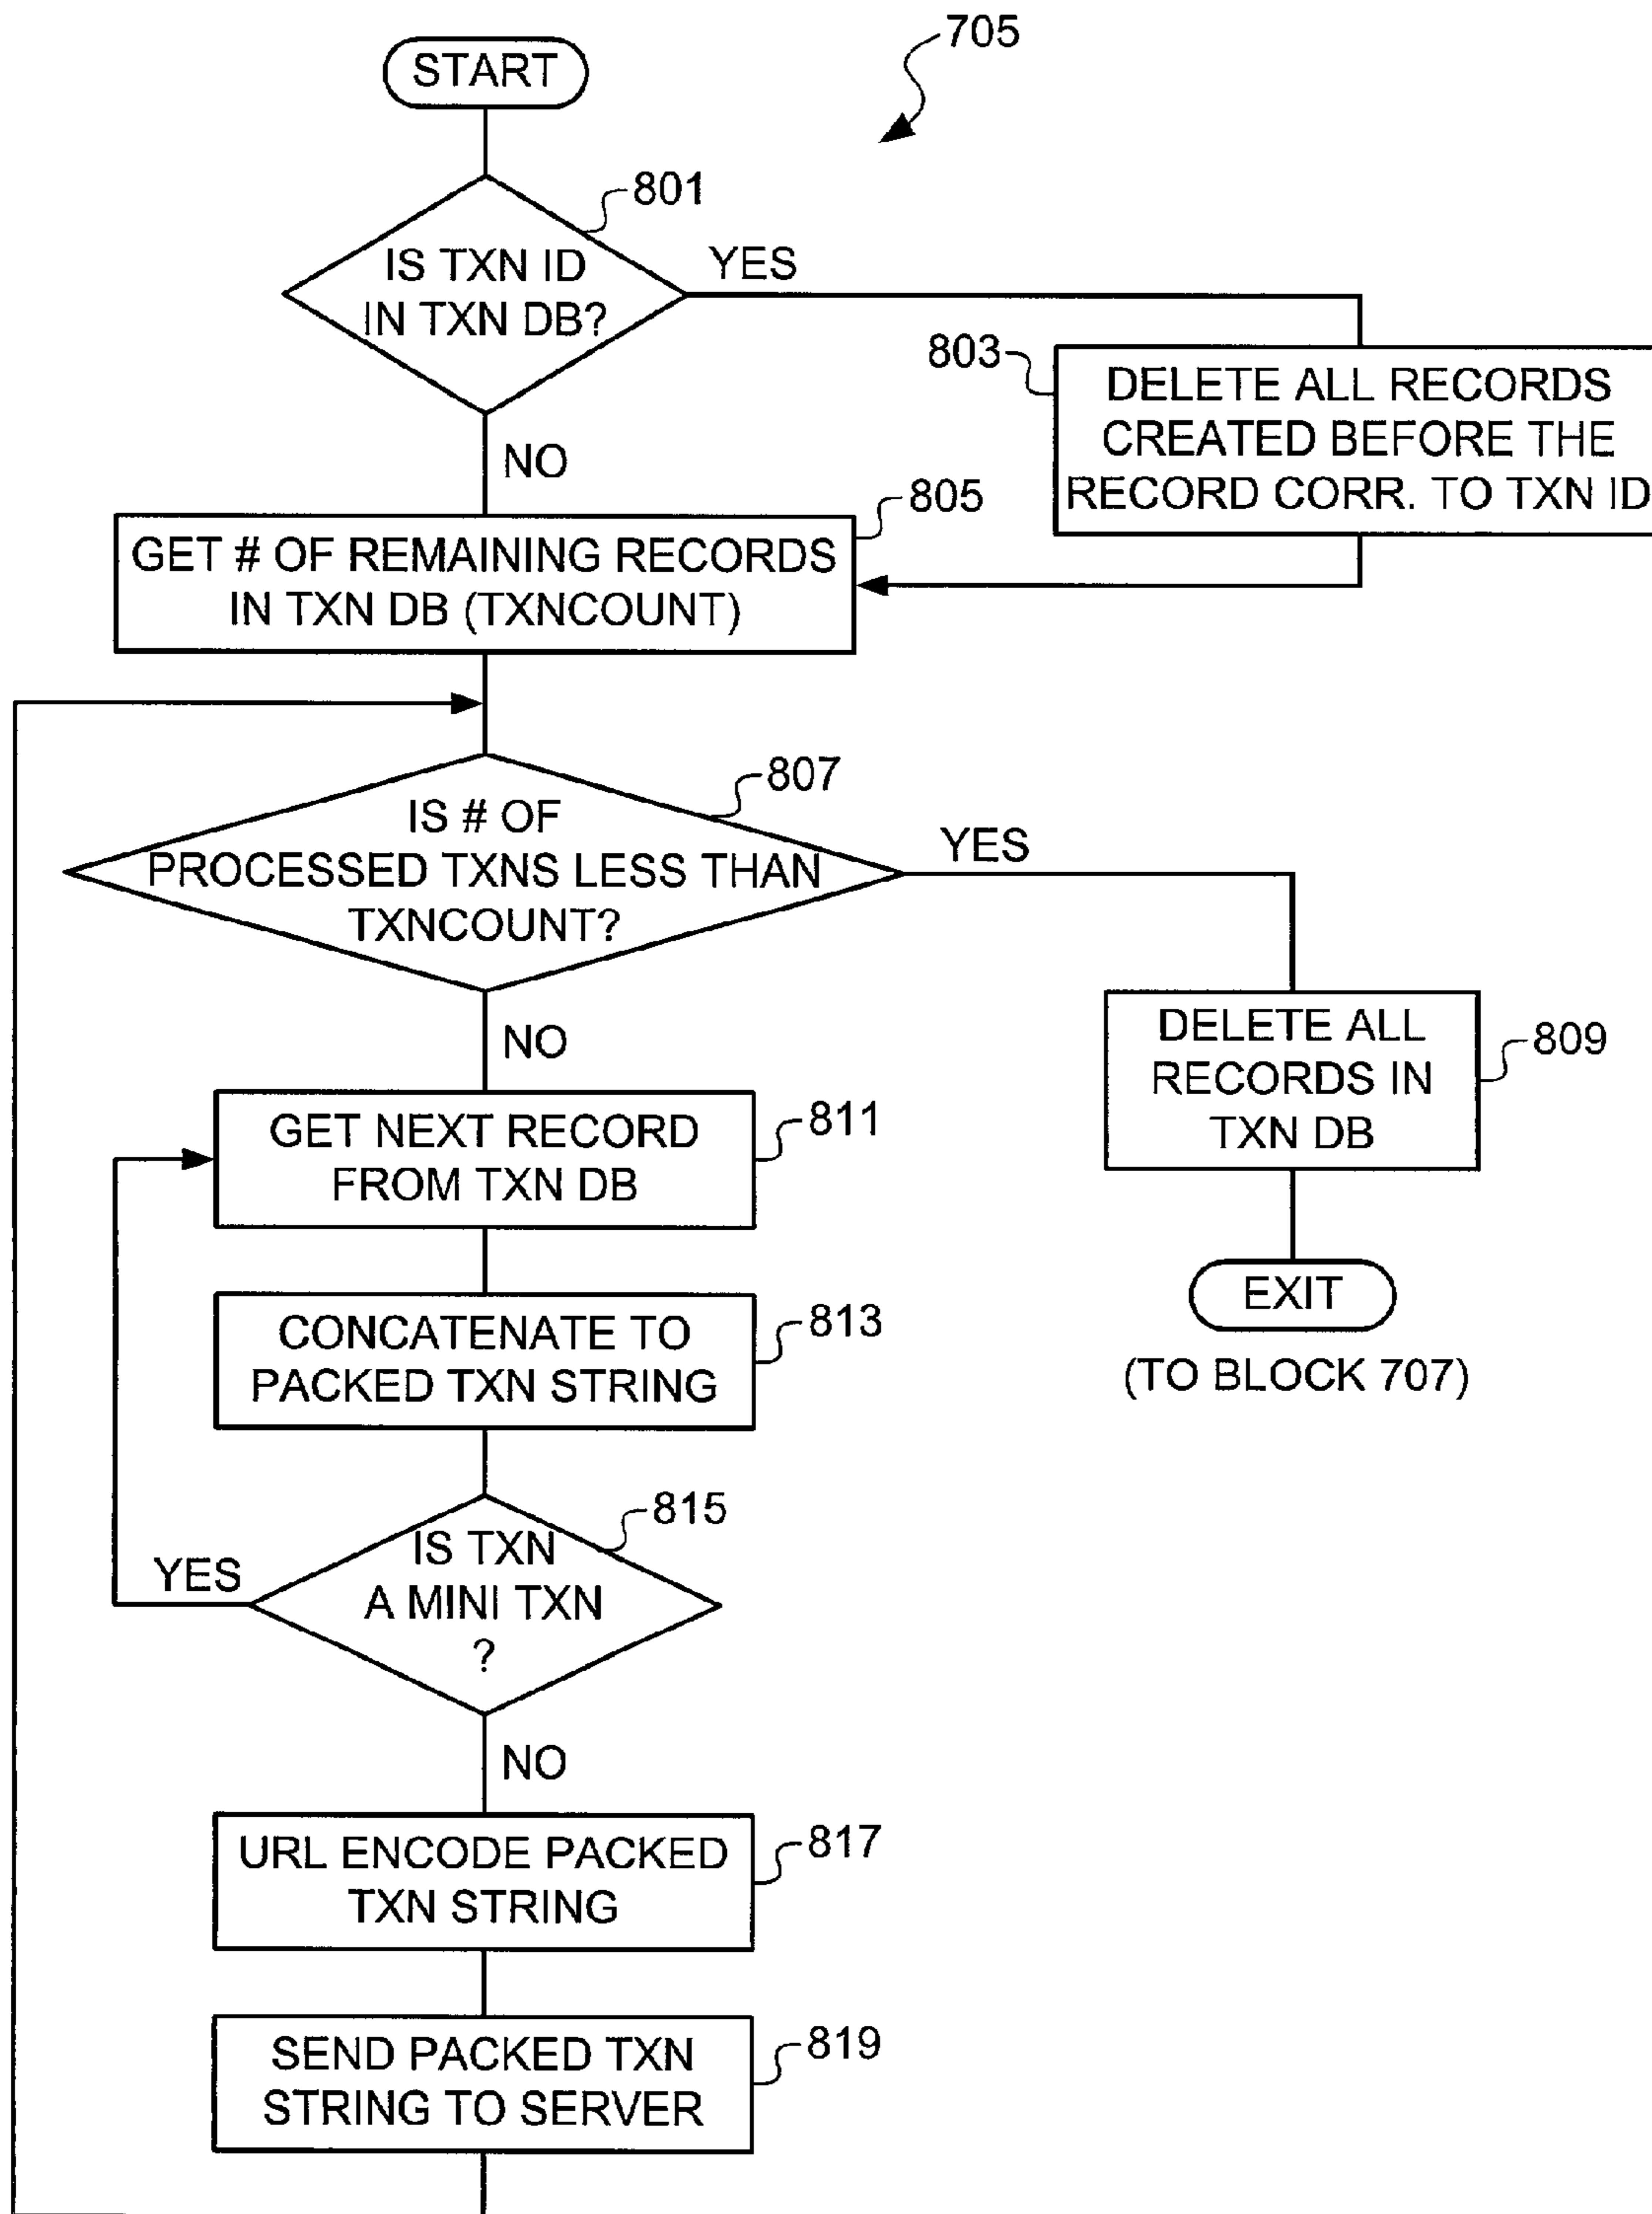 705
START
801
IS TXN ID
IN TXN DB?
YES
NO
803
DELETE ALL RECORDS
CREATED BEFORE THE
RECORD CORR. TO TXN ID
805
GET # OF REMAINING RECORDS
IN TXN DB (TXNCOUNT)
807
IS # OF
PROCESSED TXNS LESS THAN
TXNCOUNT?
YES
NO
809
DELETE ALL
RECORDS IN
TXN DB
EXIT
(TO BLOCK 707)
811
GET NEXT RECORD
FROM TXN DB
813
CONCATENATE TO
PACKED TXN STRING
815
IS TXN
A MINI TXN
?
YES
NO
817
URL ENCODE PACKED
TXN STRING
819
SEND PACKED TXN
STRING TO SERVER